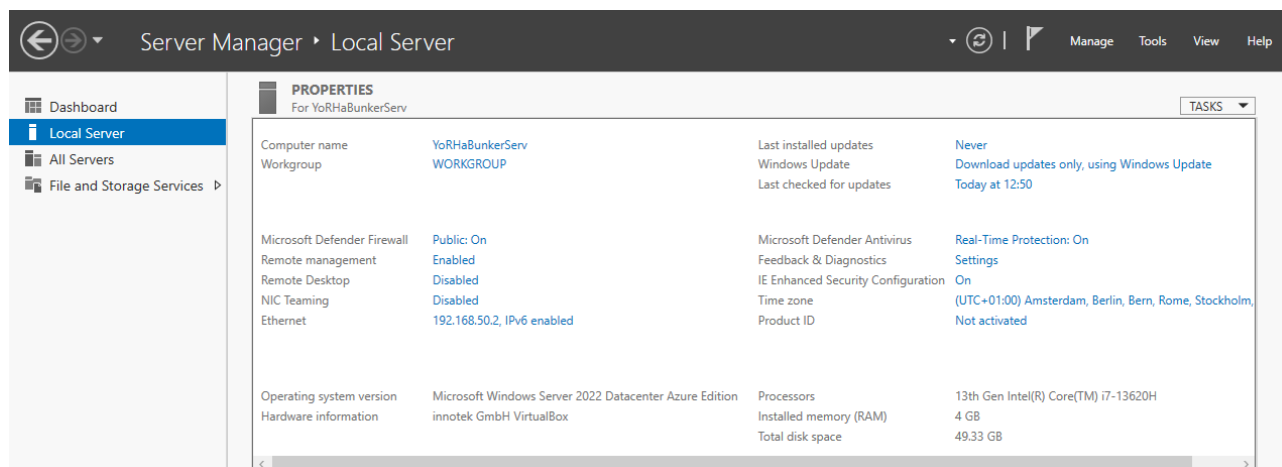 Server Manager ‣ Local Server
Manage Tools View Help
Dashboard
Local Server
All Servers
File and Storage Services
PROPERTIES
For YoRHaBunkerServ
TASKS
Computer name YoRHaBunkerServ Last installed updates Never
Workgroup WORKGROUP Windows Update Download updates only, using Windows Update
Last checked for updates Today at 12:50
Microsoft Defender Firewall Public: On Microsoft Defender Antivirus Real-Time Protection: On
Remote management Enabled Feedback & Diagnostics Settings
Remote Desktop Disabled IE Enhanced Security Configuration On
NIC Teaming Disabled Time zone (UTC+01:00) Amsterdam, Berlin, Bern, Rome, Stockholm,
Ethernet 192.168.50.2, IPv6 enabled Product ID Not activated
Operating system version Microsoft Windows Server 2022 Datacenter Azure Edition Processors 13th Gen Intel(R) Core(TM) i7-13620H
Hardware information innotek GmbH VirtualBox Installed memory (RAM) 4 GB
Total disk space 49.33 GB